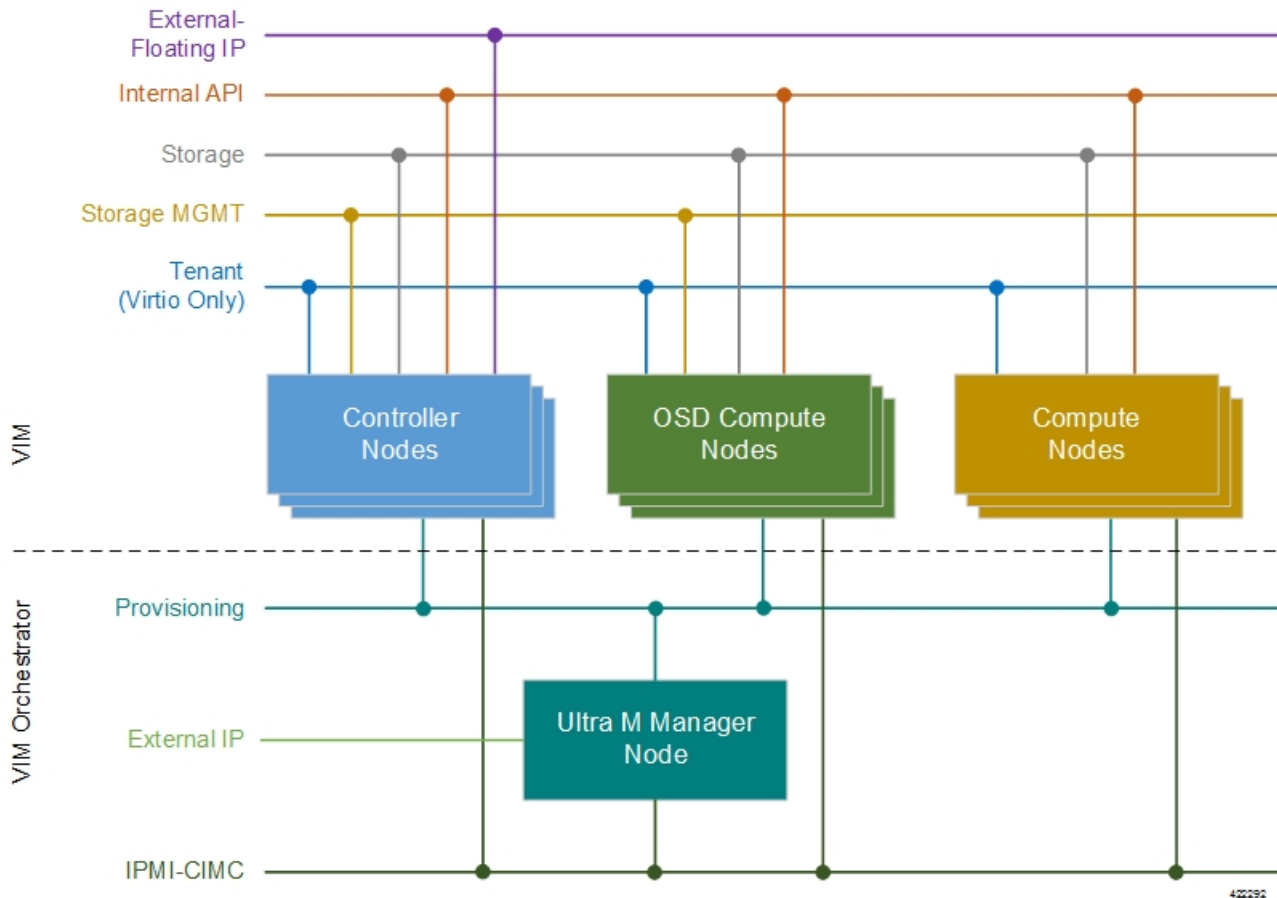 External-
Floating IP
Internal API
Storage
Storage MGMT
Tenant
(Virtio Only)
VIM
Controller
Nodes
OSD Compute
Nodes
Compute
Nodes
VIM Orchestrator
Provisioning
Ultra M Manager
Node
External IP
IPMI-CIMC
422292